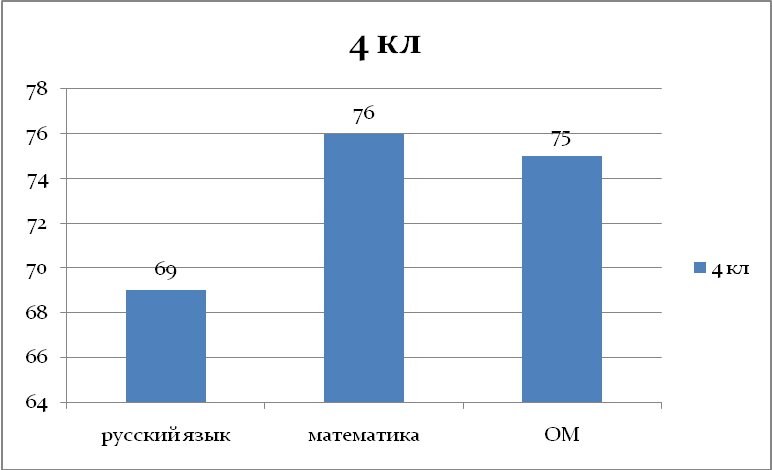 4 кл
78
76
74
72
70
68
66
64
69
76
75
русский язык
математика
ОМ
4 кл